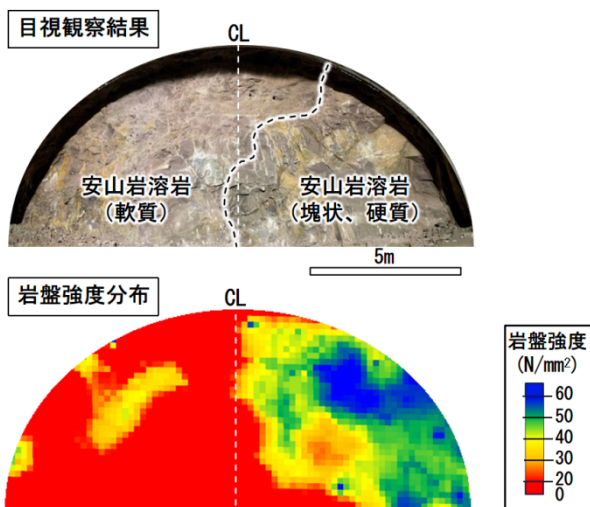 目視観察結果
CL
安山岩溶岩
（軟質）
安山岩溶岩
（塊状、硬質）
5m
岩盤強度分布
CL
岩盤強度
(N/mm²)
60
50
40
30
20
0